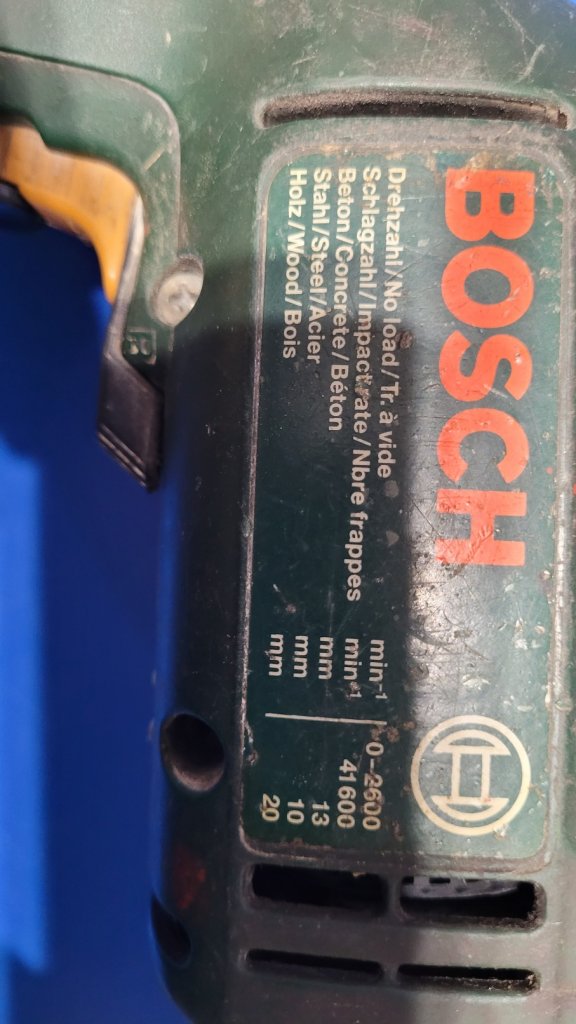 BOSCH
Drehzahl/No load/Tr. à vide min⁻¹ 0-2600
Schlagzahl/Impact rate/Nbre frappes min⁻¹ 41600
Beton/Concrete/Béton mm 13
Stahl/Steel/Acier mm 10
Holz/Wood/Bois mm 20
R